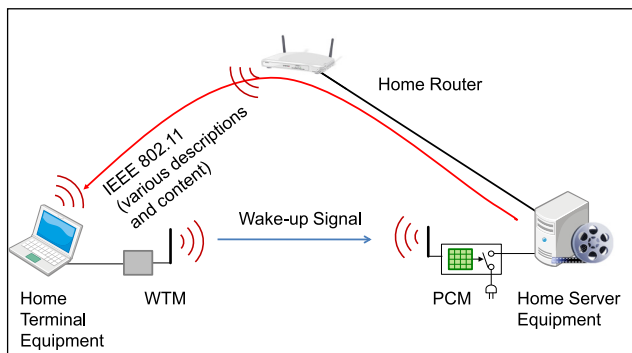 Home Router
IEEE 802.11
(various descriptions
and content)
Wake-up Signal
Home
Terminal
Equipment
WTM
PCM
Home Server
Equipment